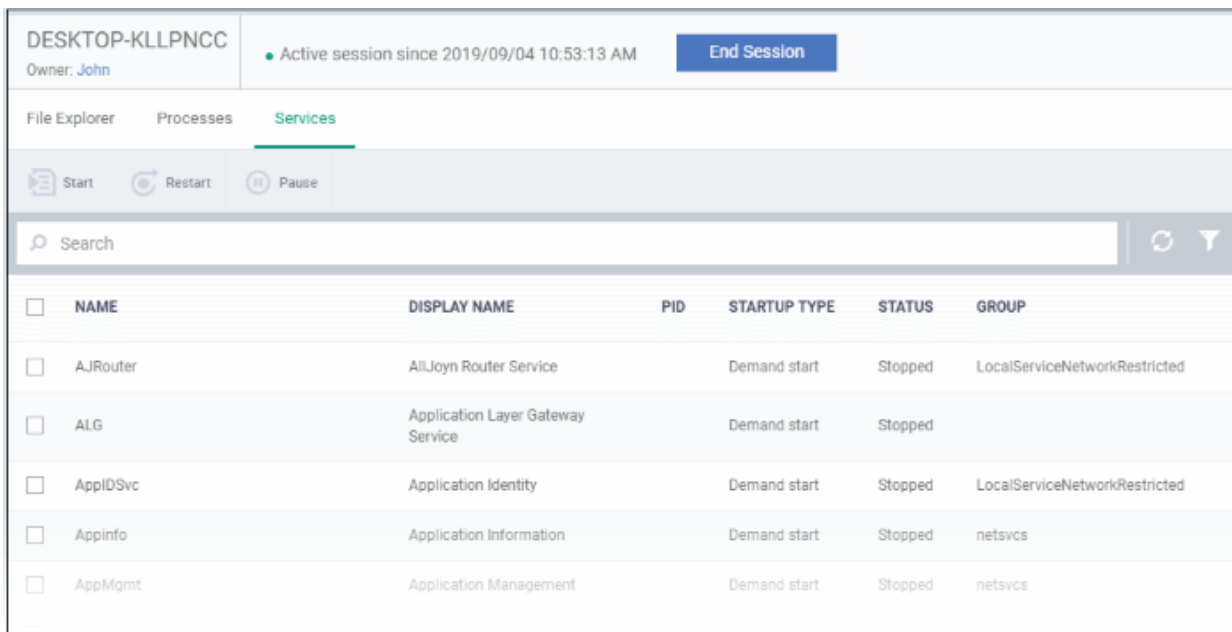 DESKTOP-KLLPNCC
Owner: John
Active session since 2019/09/04 10:53:13 AM
End Session
File Explorer Processes Services
Start Restart Pause
Search
NAME DISPLAY NAME PID STARTUP TYPE STATUS GROUP
AJRouter AllJoyn Router Service Demand start Stopped LocalServiceNetworkRestricted
ALG Application Layer Gateway Service Demand start Stopped
AppIDSvc Application Identity Demand start Stopped LocalServiceNetworkRestricted
Appinfo Application Information Demand start Stopped netsvcs
AppMgmt Application Management Demand start Stopped netsvcs